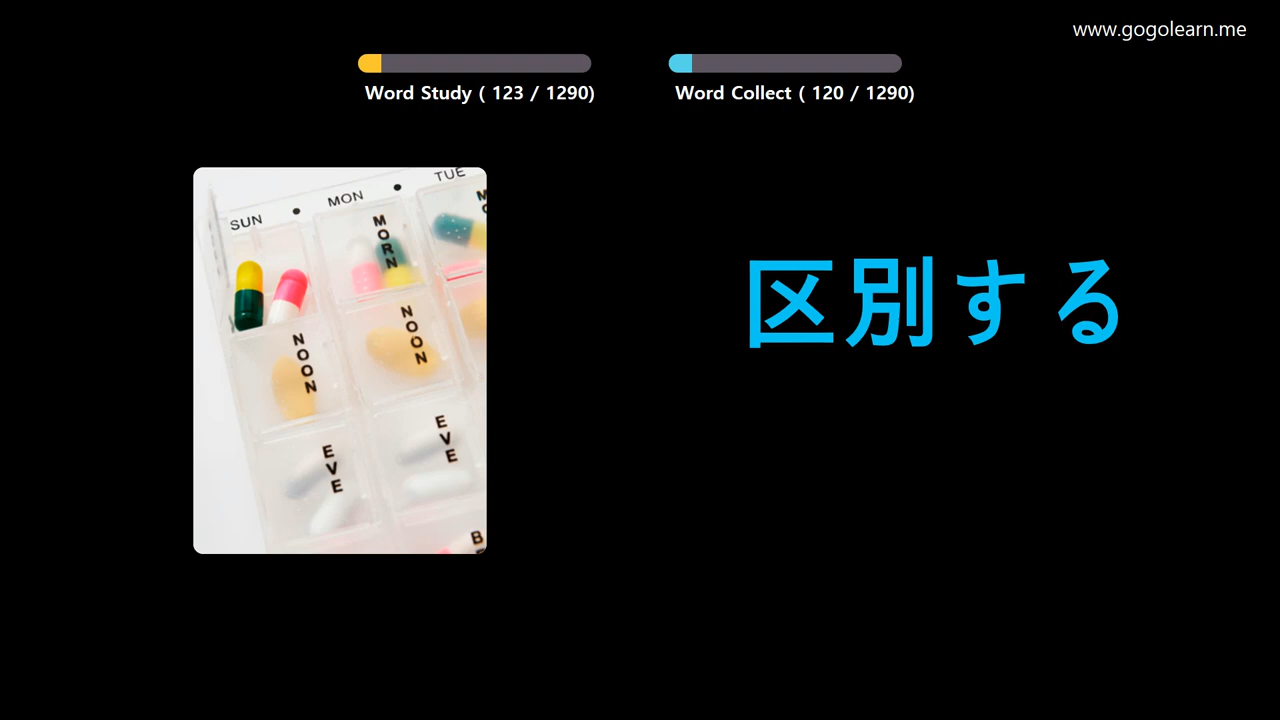 www.gogolearn.me
Word Study ( 123 / 1290)
Word Collect ( 120 / 1290)
区別する
SUN • MON • TUE
MORN
NOON
NOON
EVE
EVE